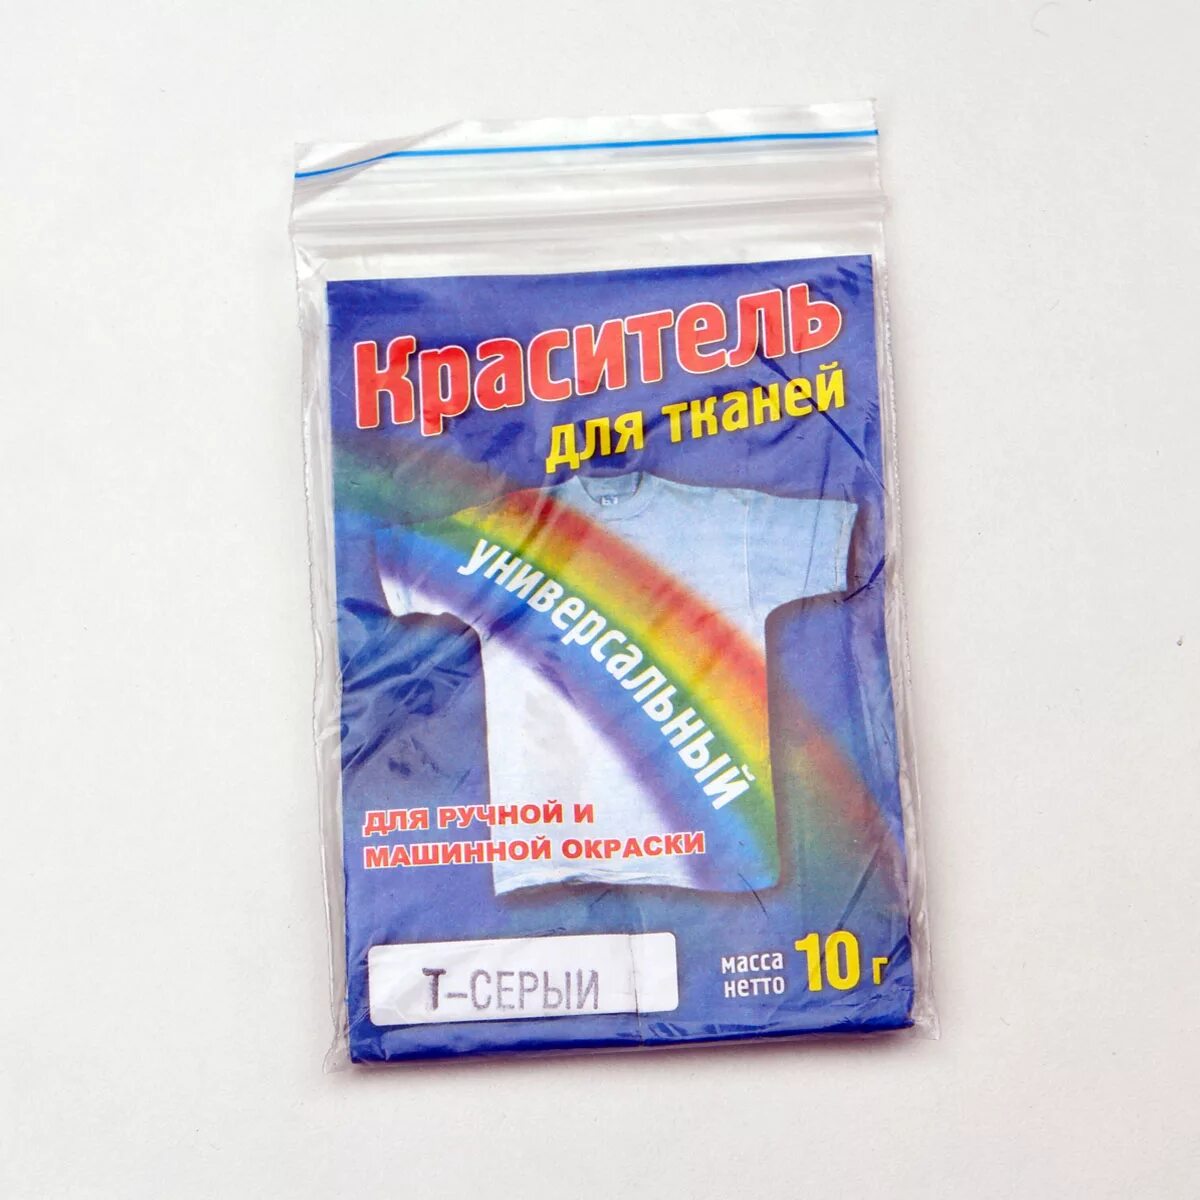 Краситель
для тканей
универсальный
ДЛЯ РУЧНОЙ И
МАШИННОЙ ОКРАСКИ
Т-СЕРЫЙ
масса
нетто 10 г